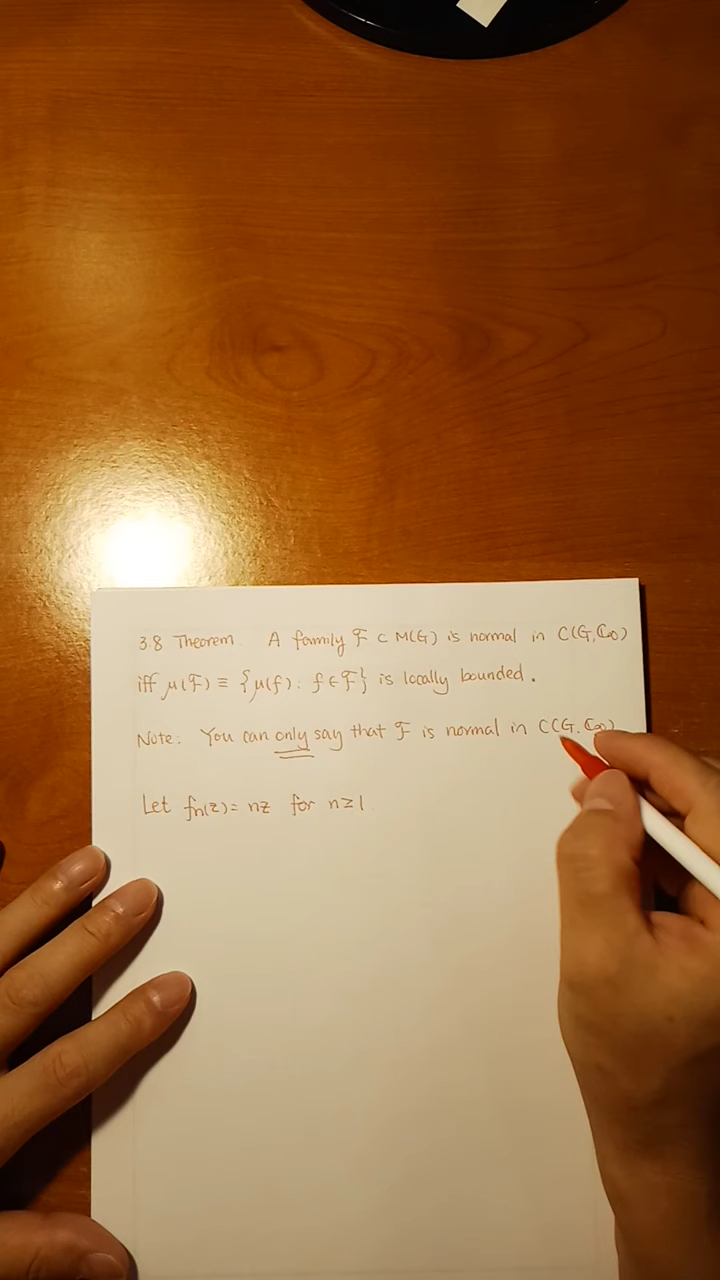 3.8 Theorem. A family ℱ ⊂ M(G) is normal in C(G, ℂ∞)
iff μ(ℱ) ≡ {μ(f) : f ∈ ℱ} is locally bounded.
Note: You can only say that ℱ is normal in C(G, ℂ∞)
Let fn(z) = nz for n ≥ 1